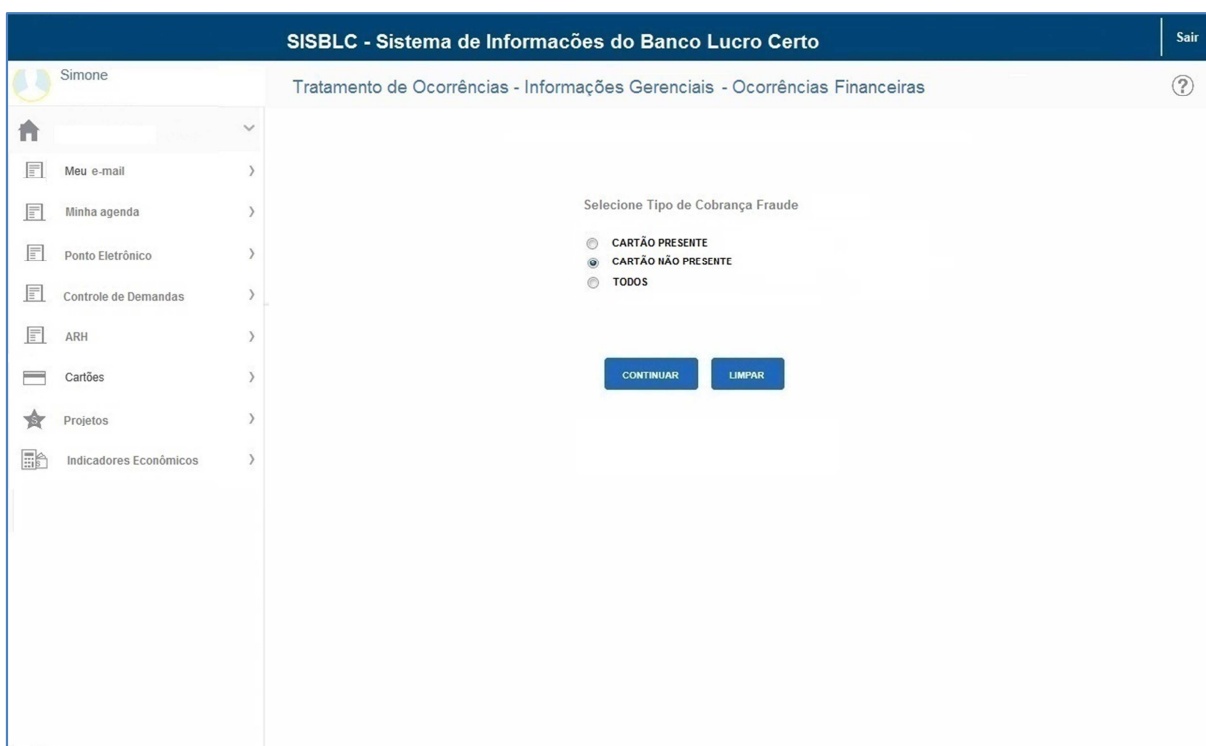 SISBLC - Sistema de Informacões do Banco Lucro Certo
Sair
Simone
Tratamento de Ocorrências - Informações Gerenciais - Ocorrências Financeiras
?
Meu e-mail
Minha agenda
Ponto Eletrônico
Controle de Demandas
ARH
Cartões
Projetos
Indicadores Econômicos
Selecione Tipo de Cobrança Fraude
CARTÃO PRESENTE
CARTÃO NÃO PRESENTE
TODOS
CONTINUAR
LIMPAR